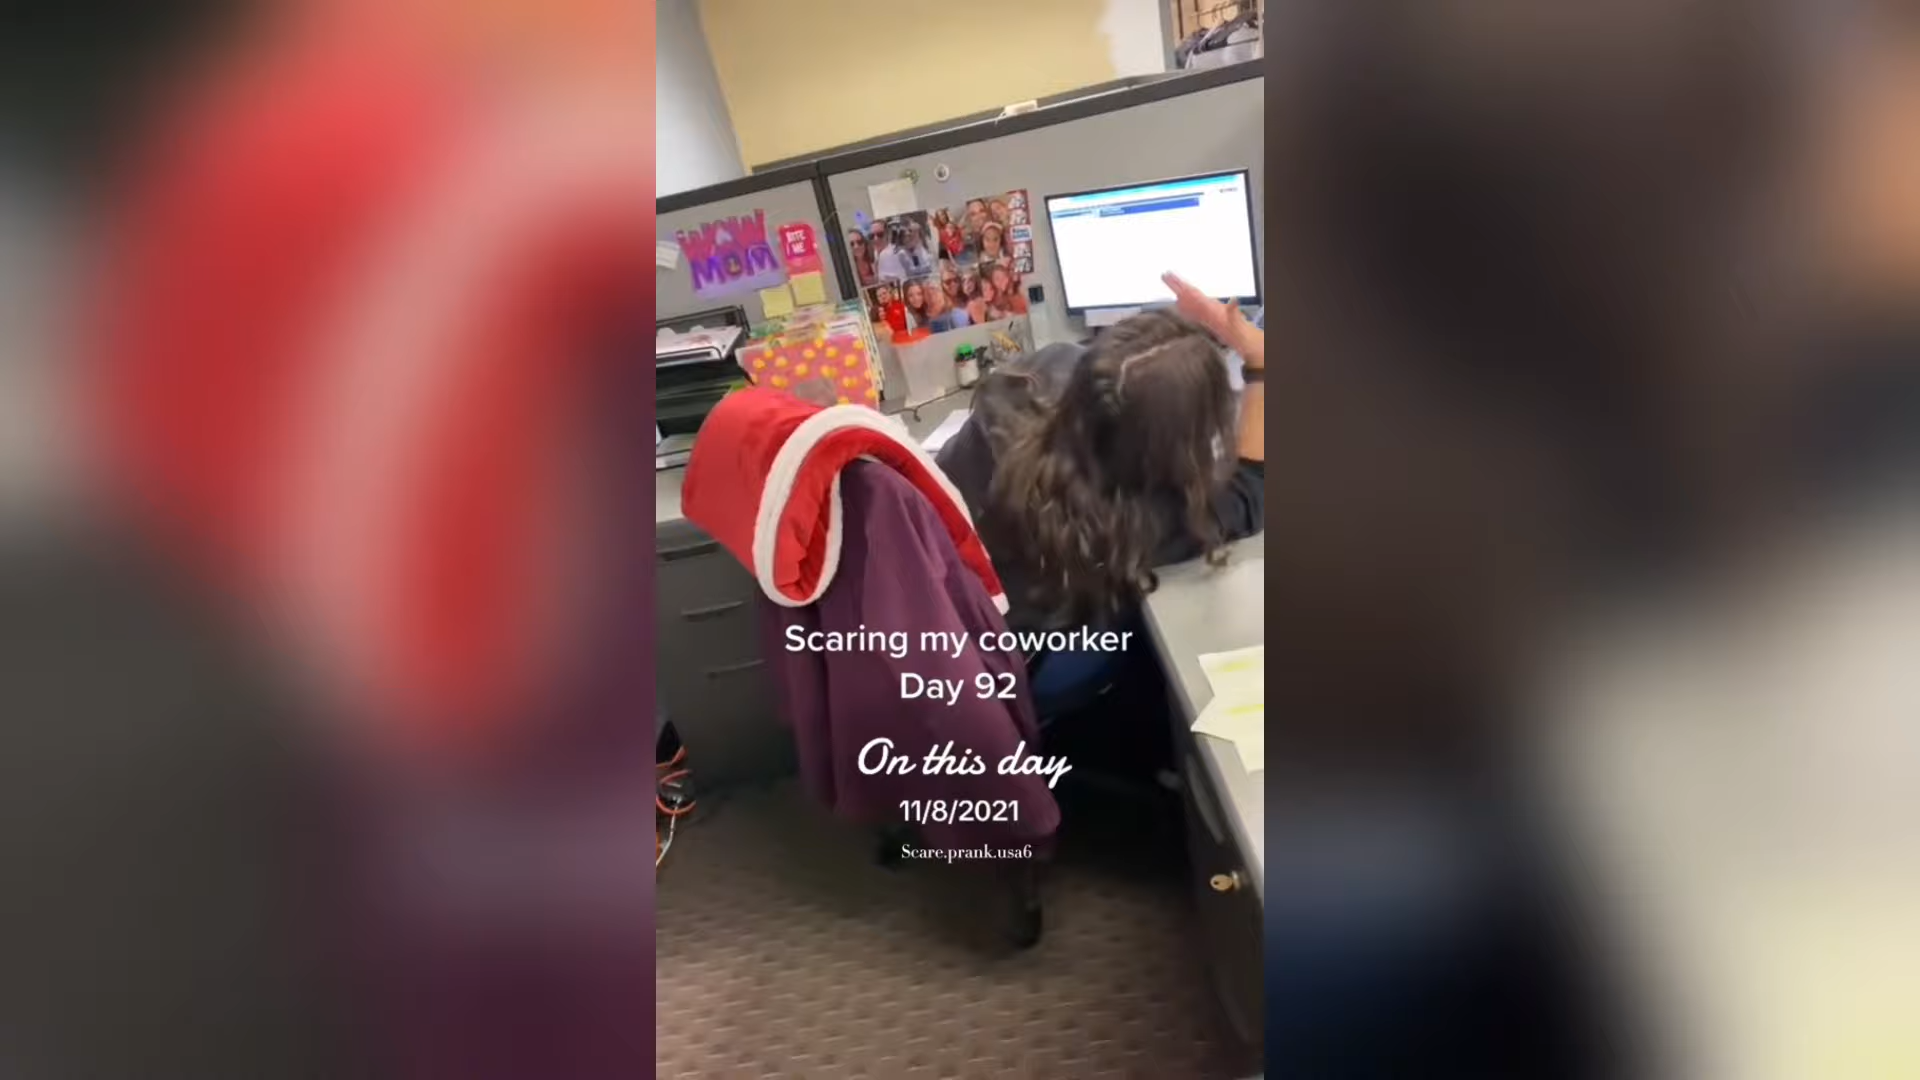 WOW
MOM
BITE
ME
Scaring my coworker
Day 92
On this day
11/8/2021
Scare.prank.usa6